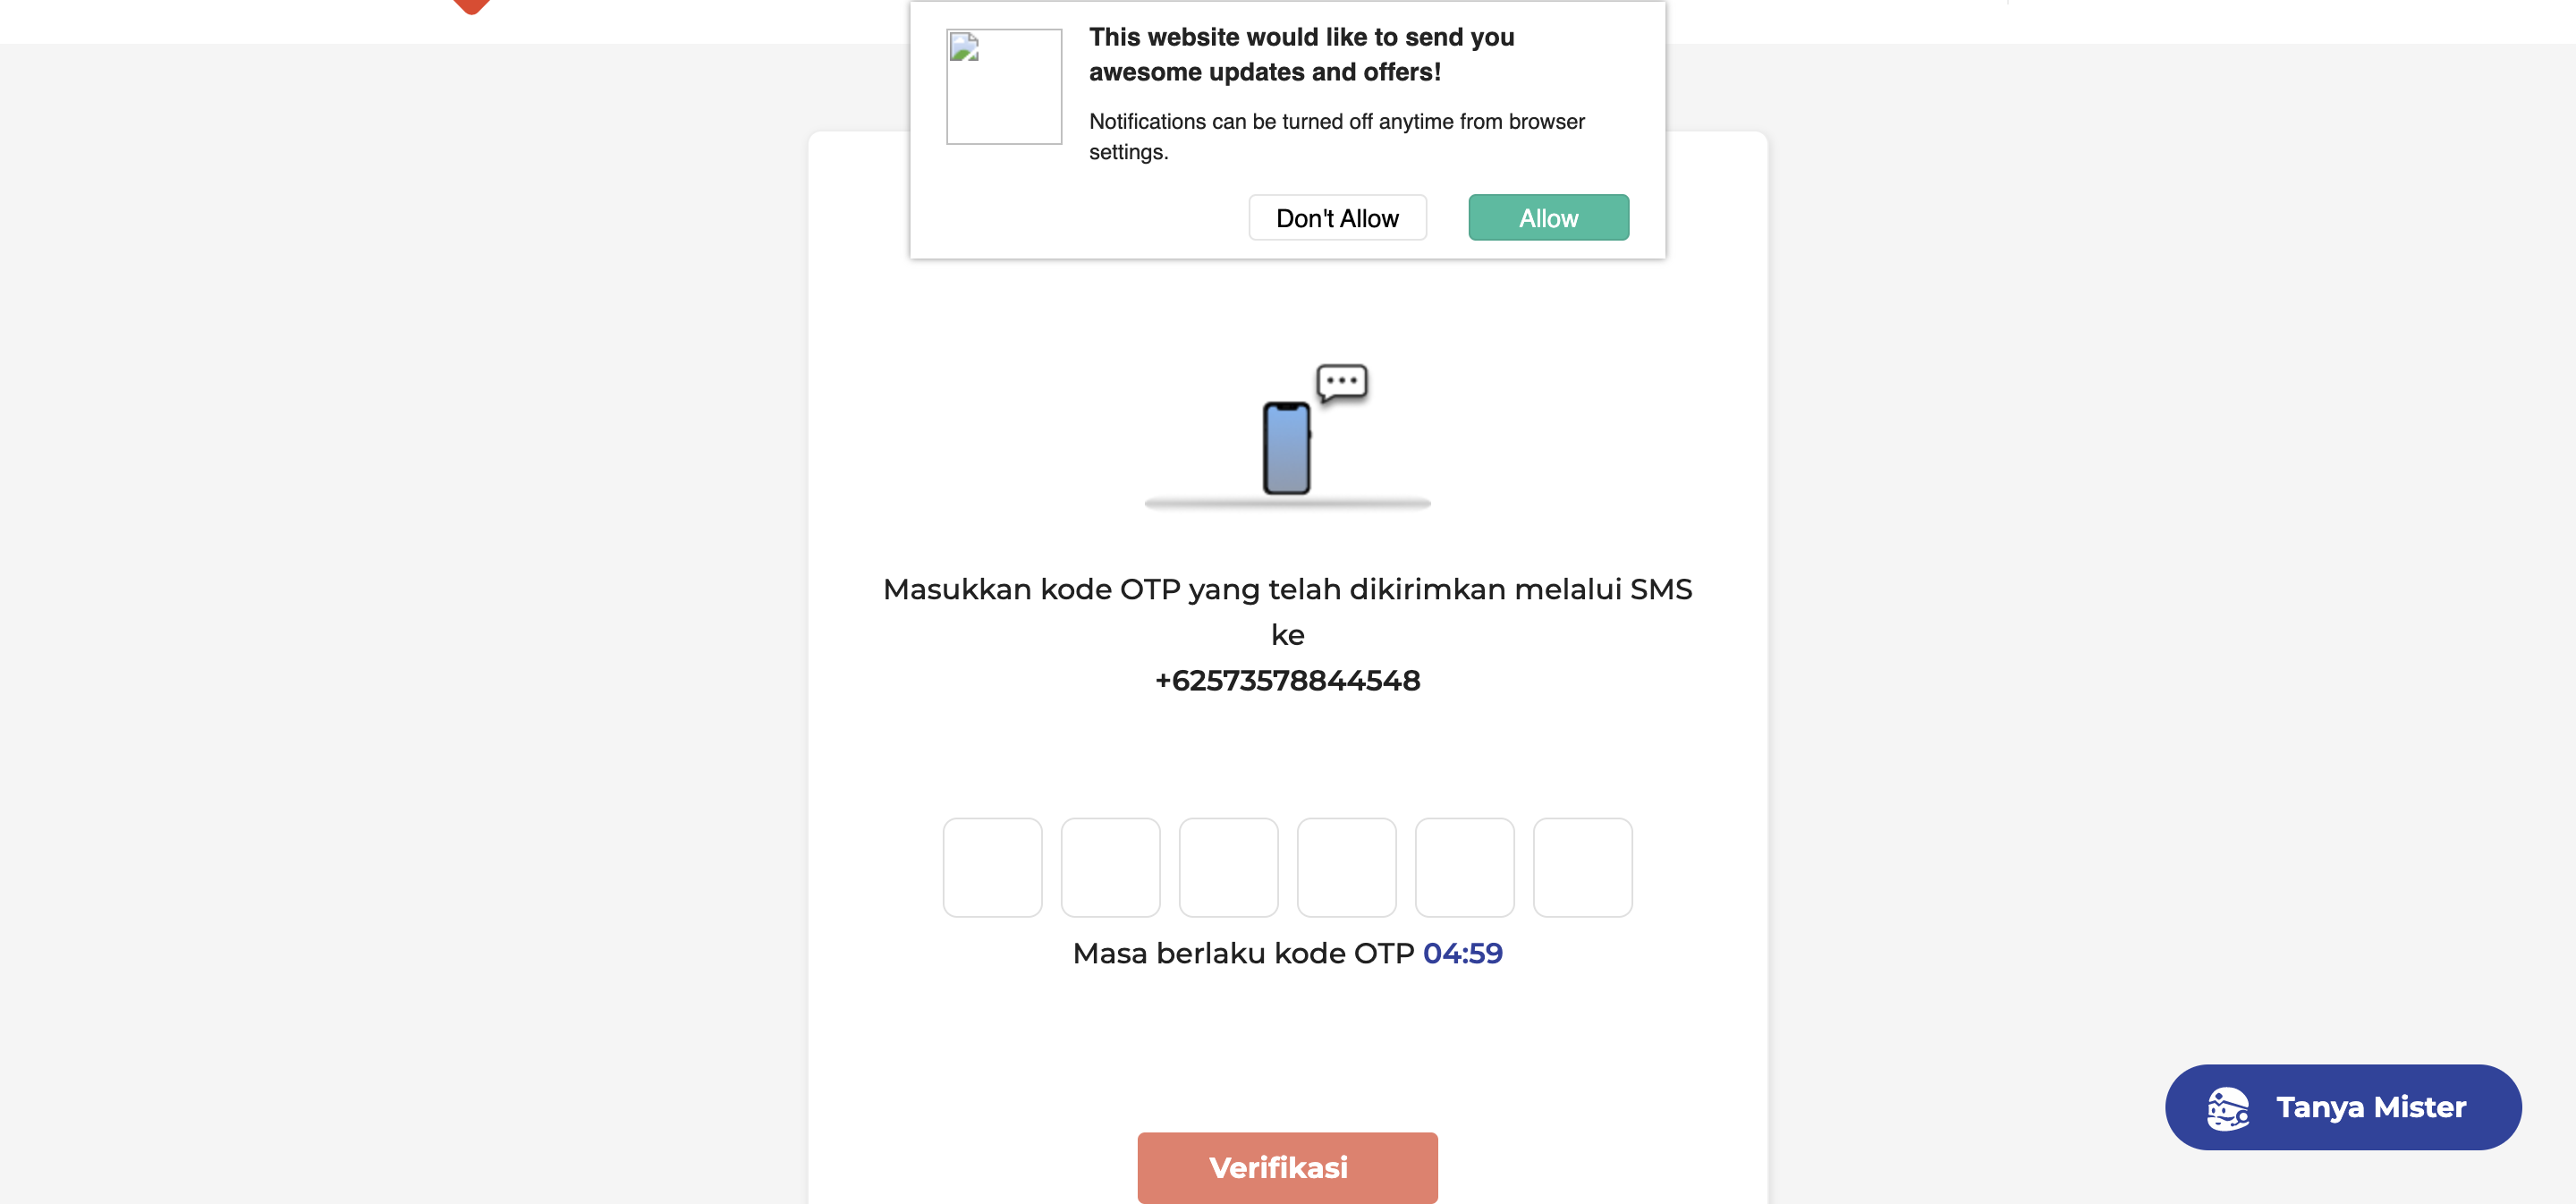 This website would like to send you
awesome updates and offers!
Notifications can be turned off anytime from browser
settings.
Don't Allow
Allow
Masukkan kode OTP yang telah dikirimkan melalui SMS
ke
+62573578844548
Masa berlaku kode OTP 04:59
Tanya Mister
Verifikasi